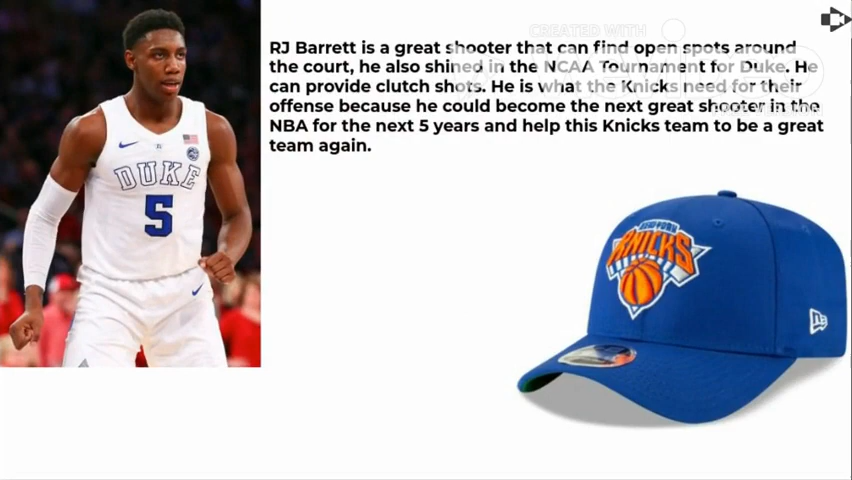 CREATED WITH
RJ Barrett is a great shooter that can find open spots around
the court, he also shined in the NCAA Tournament for Duke. He
can provide clutch shots. He is what the Knicks need for their
offense because he could become the next great shooter in the
NBA for the next 5 years and help this Knicks team to be a great
team again.
DUKE
5
NEW YORK
KNICKS